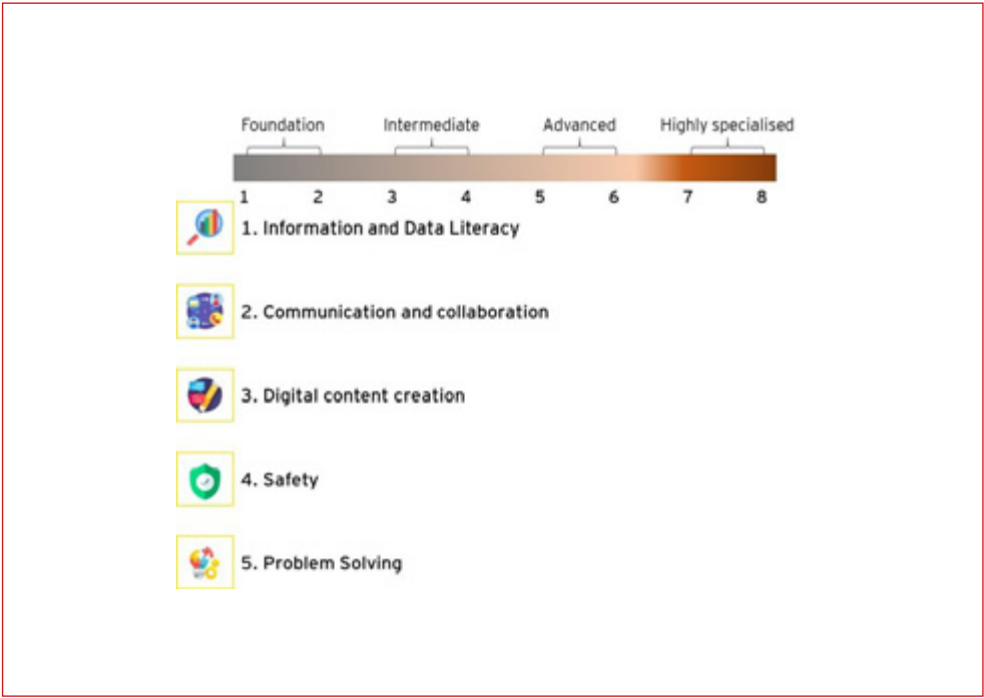 Foundation Intermediate Advanced Highly specialised
1 2 3 4 5 6 7 8
1. Information and Data Literacy
2. Communication and collaboration
3. Digital content creation
4. Safety
5. Problem Solving